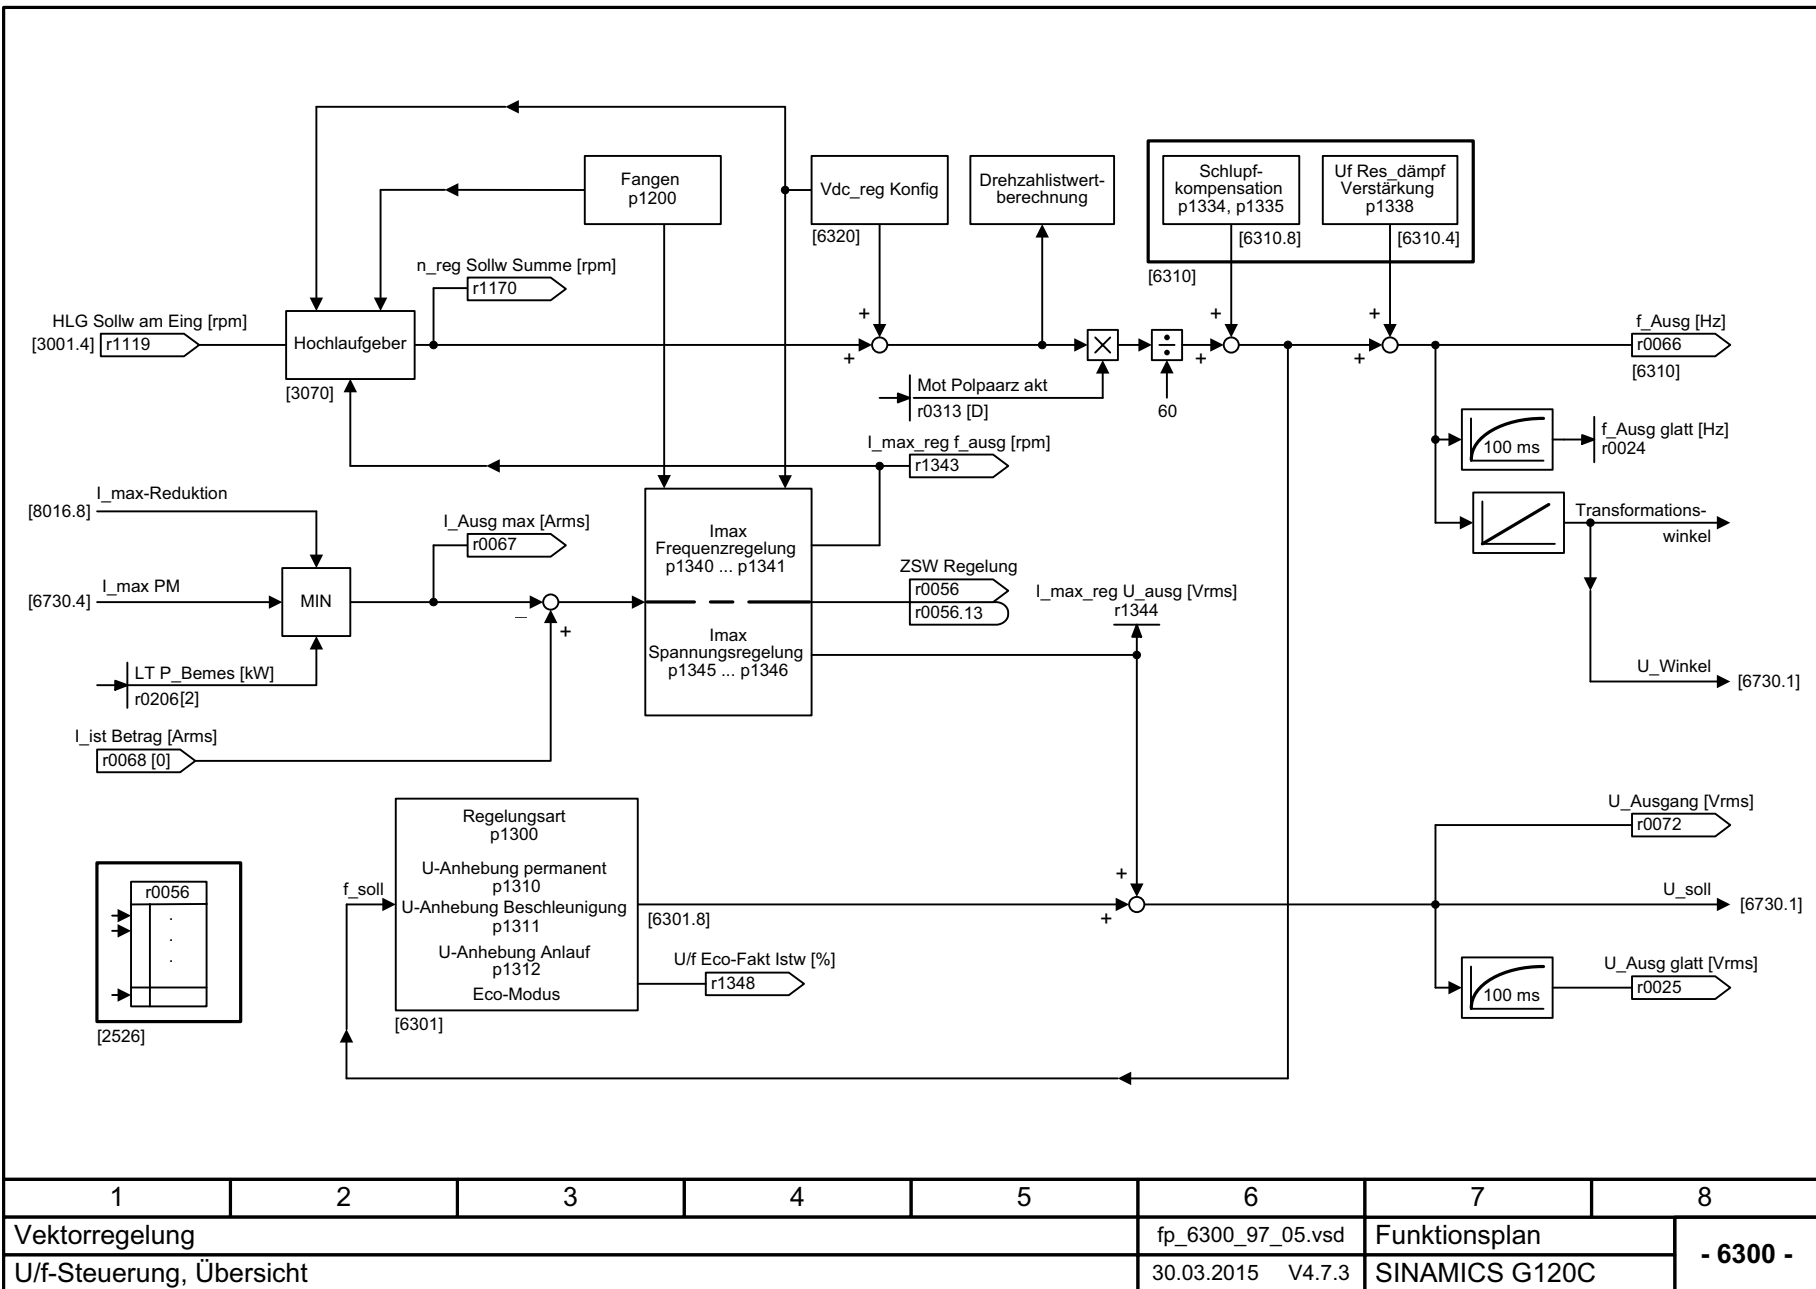 Fangen
p1200
Vdc_reg Konfig
[6320]
Drehzahlistwert-
berechnung
Schlupf-
kompensation
p1334, p1335
[6310.8]
Uf Res_dämpf
Verstärkung
p1338
[6310.4]
[6310]
n_reg Sollw Summe [rpm]
r1170
HLG Sollw am Eing [rpm]
[3001.4]
r1119
Hochlaufgeber
[3070]
+
+
+
+
+
+
Mot Polpaarz akt
r0313 [D]
60
f_Ausg [Hz]
r0066
[6310]
100 ms
f_Ausg glatt [Hz]
r0024
I_max_reg f_ausg [rpm]
r1343
I_max-Reduktion
[8016.8]
I_Ausg max [Arms]
r0067
I_max PM
[6730.4]
MIN
LT P_Bemes [kW]
r0206[2]
I_ist Betrag [Arms]
r0068 [0]
_
+
Imax
Frequenzregelung
p1340 ... p1341
Imax
Spannungsregelung
p1345 ... p1346
ZSW Regelung
r0056
r0056.13
I_max_reg U_ausg [Vrms]
r1344
Transformations-
winkel
U_Winkel
[6730.1]
Regelungsart
p1300
U-Anhebung permanent
p1310
U-Anhebung Beschleunigung
p1311
U-Anhebung Anlauf
p1312
Eco-Modus
[6301]
f_soll
[6301.8]
U/f Eco-Fakt Istw [%]
r1348
+
+
U_Ausgang [Vrms]
r0072
U_soll
[6730.1]
100 ms
U_Ausg glatt [Vrms]
r0025
r0056
.
.
.
[2526]
1 2 3 4 5 6 7 8
Vektorregelung
fp_6300_97_05.vsd
Funktionsplan
- 6300 -
U/f-Steuerung, Übersicht
30.03.2015 V4.7.3
SINAMICS G120C